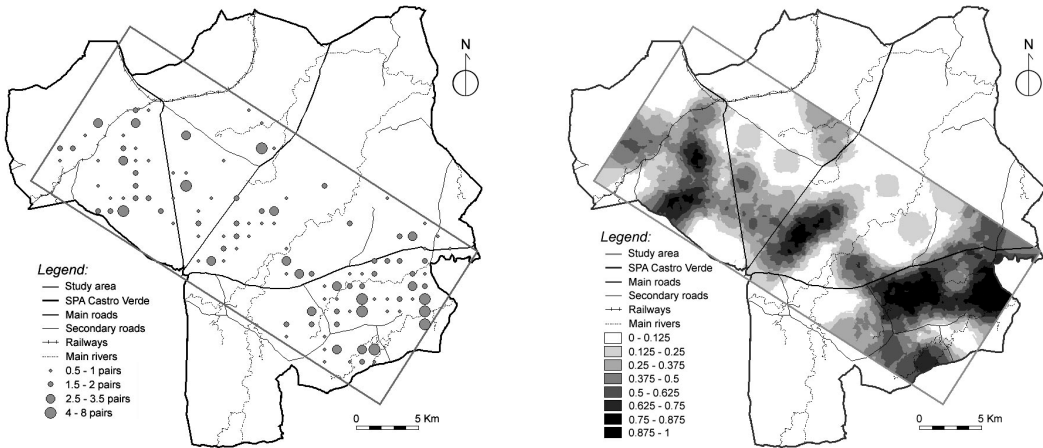 N
Legend:
Study area
SPA Castro Verde
Main roads
Secondary roads
Railways
Main rivers
0.5 - 1 pairs
1.5 - 2 pairs
2.5 - 3.5 pairs
4 - 8 pairs
5 Km
N
Legend:
Study area
SPA Castro Verde
Main roads
Secondary roads
Railways
Main rivers
0 - 0.125
0.125 - 0.25
0.25 - 0.375
0.375 - 0.5
0.5 - 0.625
0.625 - 0.75
0.75 - 0.875
0.875 - 1
5 Km